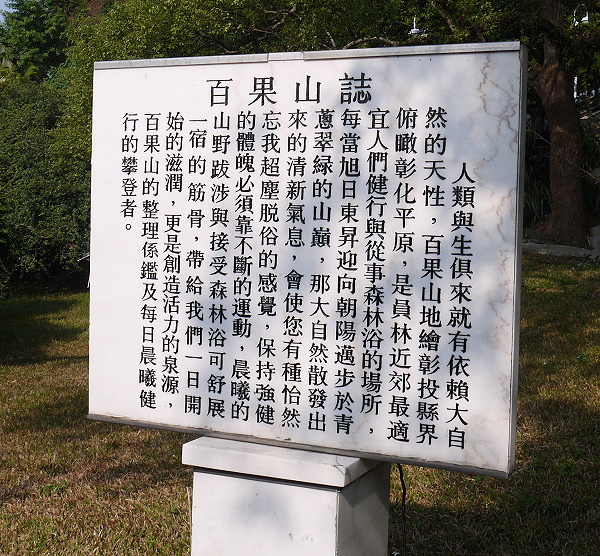 百果山誌
人類與生俱來就有依賴大自
然的天性，百果山地繪彰投縣界
俯瞰彰化平原，是員林近郊最適
宜人們健行與從事森林浴的場所，
每當旭日東昇迎向朝陽邁步於青
蔥翠綠的山巔，那大自然散發出
來的清新氣息，會使您有種怡然
忘我超塵脫俗的感覺，保持強健
的體魄必須靠不斷的運動，晨曦的
山野跋涉與接受森林浴可舒展
一宿的筋骨，帶給我們一日開
始的滋潤，更是創造活力的泉源，
百果山的整理係鑑及每日晨曦健
行的攀登者。